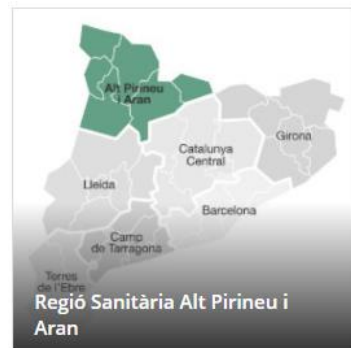 Alt Pirineu
i Aran
Girona
Catalunya
Central
Lleida
Barcelona
Camp
de Tarragona
Terres
de l'Ebre
Regió Sanitària Alt Pirineu i
Aran